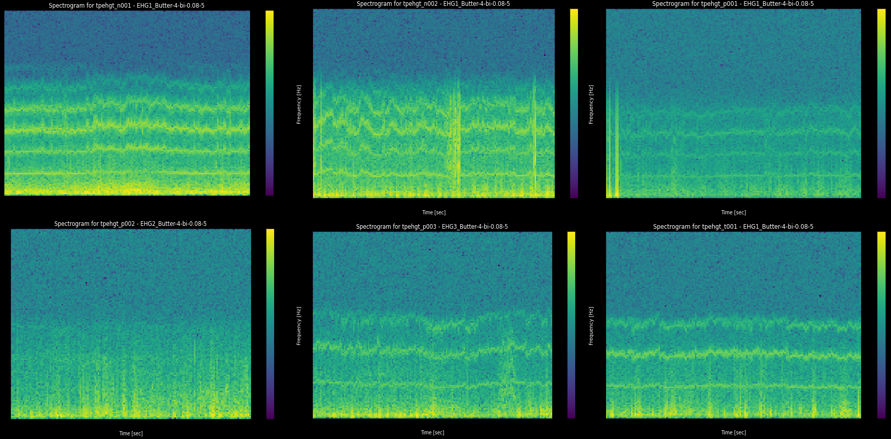 Spectrogram for tpehgt_n001 - EHG1_Butter-4-bi-0.08-5
Spectrogram for tpehgt_n002 - EHG1_Butter-4-bi-0.08-5
Spectrogram for tpehgt_p001 - EHG1_Butter-4-bi-0.08-5
Frequency [Hz]
Time [sec]
Time [sec]
Spectrogram for tpehgt_p002 - EHG2_Butter-4-bi-0.08-5
Spectrogram for tpehgt_p003 - EHG3_Butter-4-bi-0.08-5
Spectrogram for tpehgt_t001 - EHG1_Butter-4-bi-0.08-5
Frequency [Hz]
Frequency [Hz]
Frequency [Hz]
Time [sec]
Time [sec]
Time [sec]